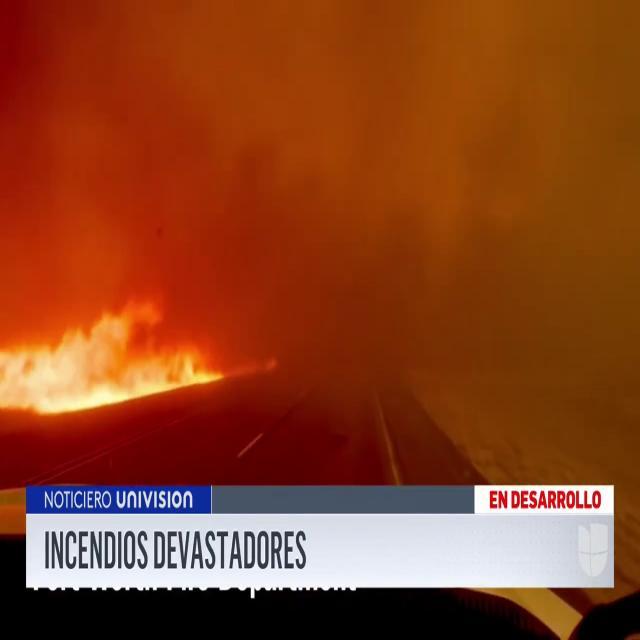 NOTICIERO UNIVISION
EN DESARROLLO
INCENDIOS DEVASTADORES